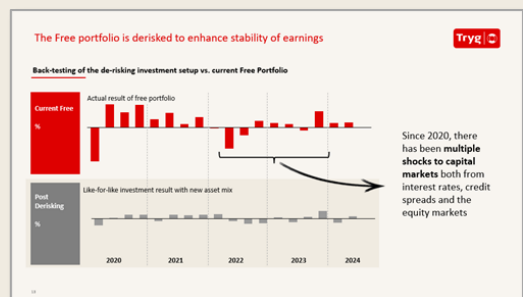 The Free portfolio is derisked to enhance stability of earnings
Tryg
Back-testing of the de-risking investment setup vs. current Free Portfolio
Current Free
%
Actual result of free portfolio
Since 2020, there
has been multiple
shocks to capital
markets both from
interest rates, credit
spreads and the
equity markets
Post
Derisking
%
Like-for-like investment result with new asset mix
2020 2021 2022 2023 2024